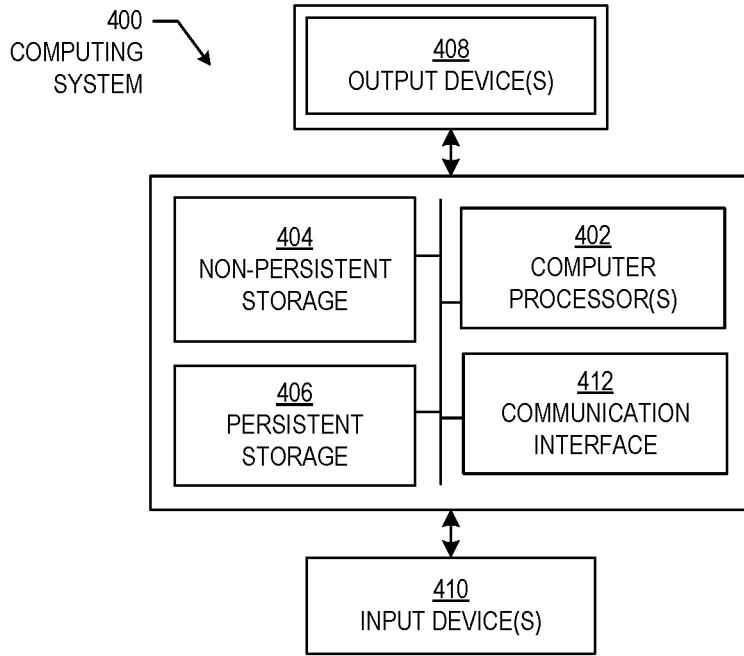 400
COMPUTING
SYSTEM
408
OUTPUT DEVICE(S)
404
NON-PERSISTENT
STORAGE
402
COMPUTER
PROCESSOR(S)
406
PERSISTENT
STORAGE
412
COMMUNICATION
INTERFACE
410
INPUT DEVICE(S)